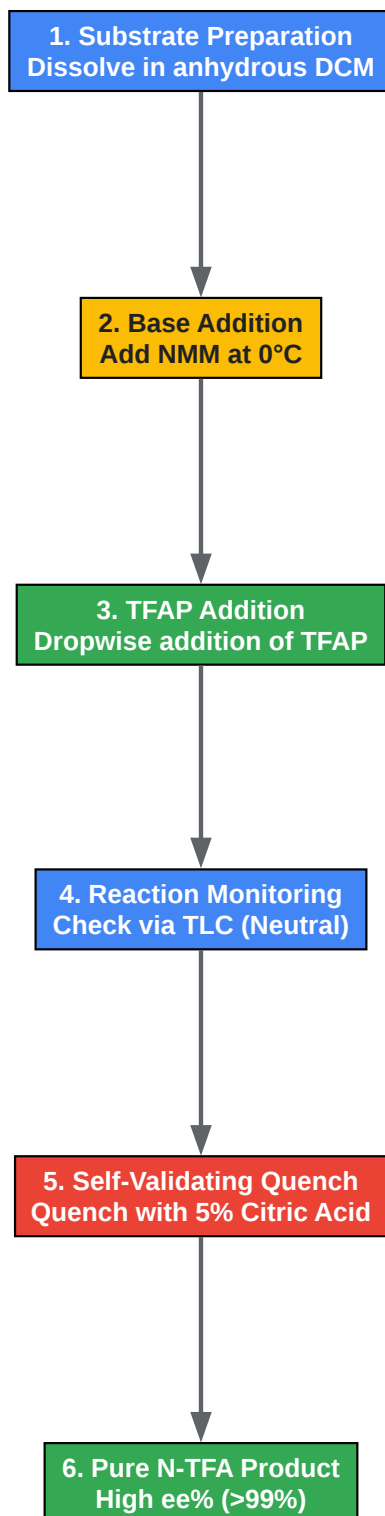 1. Substrate Preparation
Dissolve in anhydrous DCM
2. Base Addition
Add NMM at 0°C
3. TFAP Addition
Dropwise addition of TFAP
4. Reaction Monitoring
Check via TLC (Neutral)
5. Self-Validating Quench
Quench with 5% Citric Acid
6. Pure N-TFA Product
High ee% (>99%)